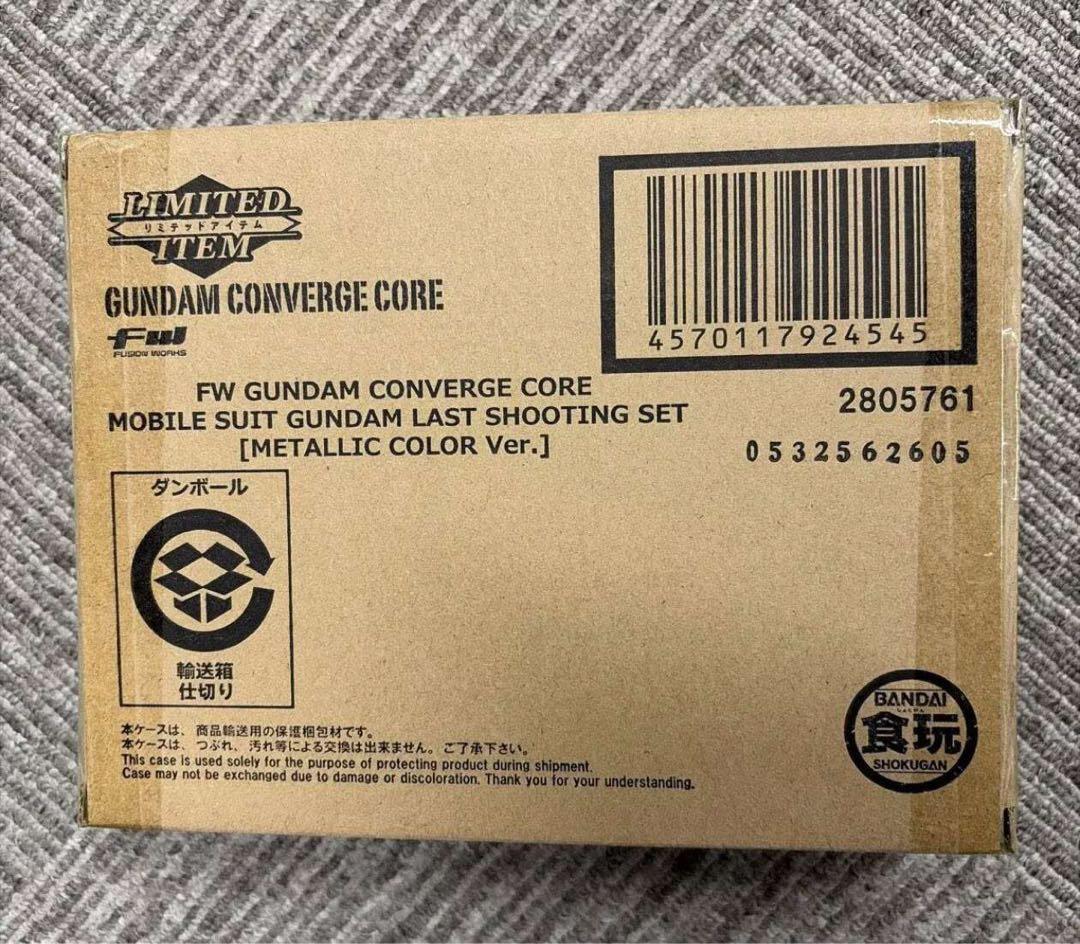 LIMITED
リミテッドアイテム
ITEM
GUNDAM CONVERGE CORE
FW
FUSION WORKS
4570117924545
FW GUNDAM CONVERGE CORE
MOBILE SUIT GUNDAM LAST SHOOTING SET
[METALLIC COLOR Ver.]
2805761
0532562605
ダンボール
輸送箱
仕切り
本ケースは、商品輸送用の保護梱包材です。
本ケースは、つぶれ、汚れ等による交換は出来ません。ご了承下さい。
This case is used solely for the purpose of protecting product during shipment.
Case may not be exchanged due to damage or discoloration. Thank you for your understanding.
BANDAI
しょくがん
食玩
SHOKUGAN